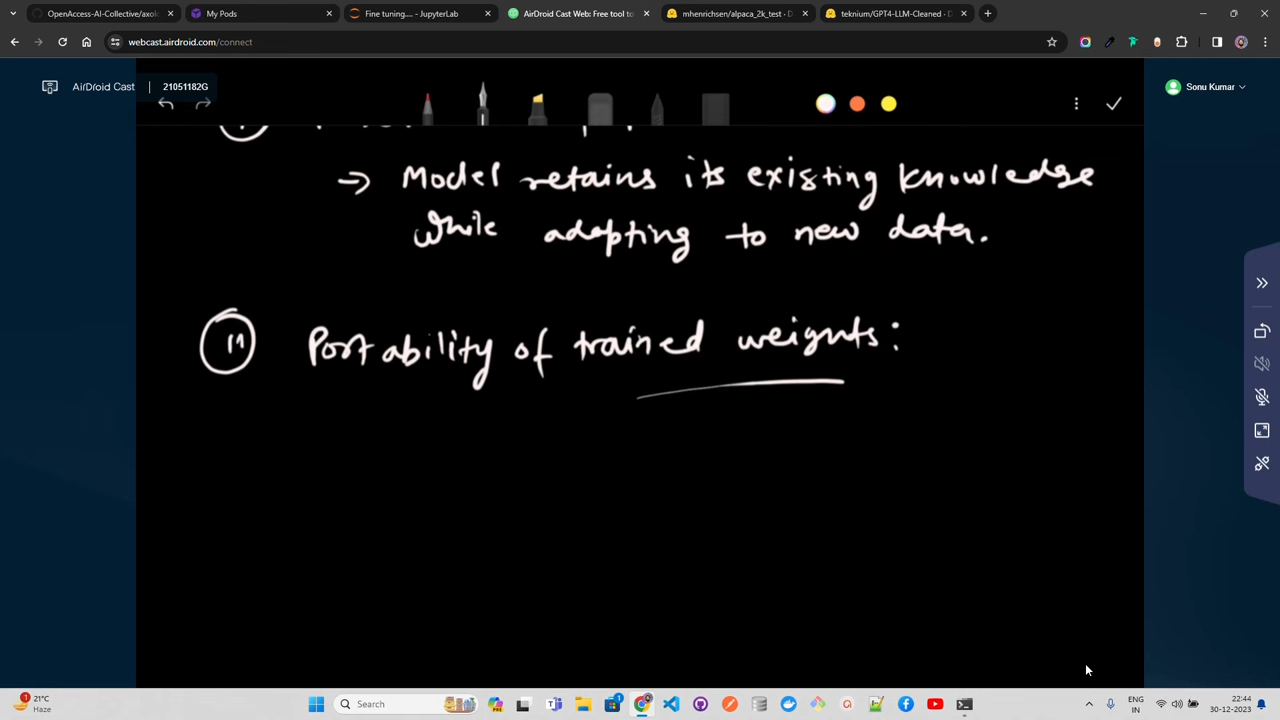 OpenAccess-AI-Collective/axol
My Pods
Fine tuning.... - JupyterLab
AirDroid Cast Web: Free tool to
mhenrichsen/alpaca_2k_test · D
teknium/GPT4-LLM-Cleaned · D
webcast.airdroid.com/connect
AirDroid Cast
21051182G
Sonu Kumar
→ Model retains its existing knowledge
while adapting to new data.
Portability of trained weights:
1
21°C
Haze
Search
1
ENG
IN
22:44
30-12-2023